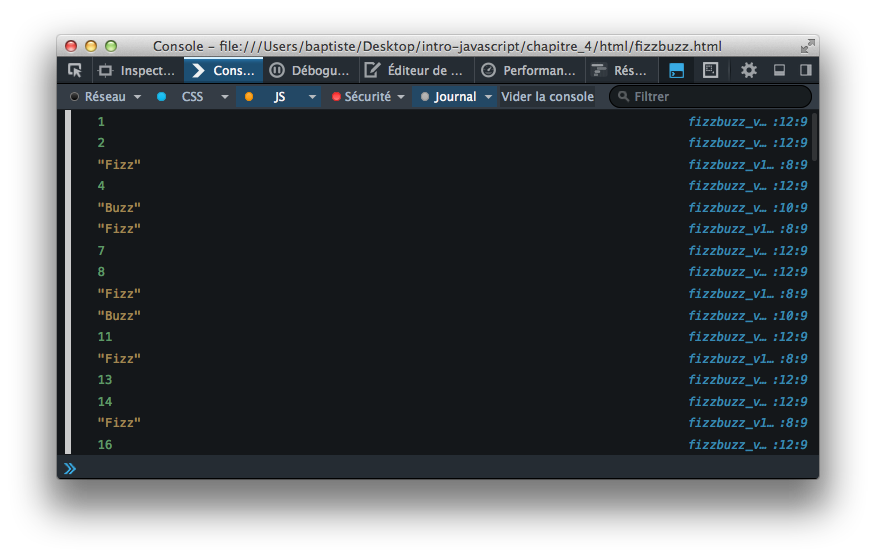 Console - file:///Users/baptiste/Desktop/intro-javascript/chapitre_4/html/fizzbuzz.html
Inspect... Cons... Débogu... Éditeur de ... Performan... Rés...
Réseau CSS JS Sécurité Journal Vider la console Filtrer
1 fizzbuzz_v… :12:9
2 fizzbuzz_v… :12:9
"Fizz" fizzbuzz_v1… :8:9
4 fizzbuzz_v… :12:9
"Buzz" fizzbuzz_v… :10:9
"Fizz" fizzbuzz_v1… :8:9
7 fizzbuzz_v… :12:9
8 fizzbuzz_v… :12:9
"Fizz" fizzbuzz_v1… :8:9
"Buzz" fizzbuzz_v… :10:9
11 fizzbuzz_v… :12:9
"Fizz" fizzbuzz_v1… :8:9
13 fizzbuzz_v… :12:9
14 fizzbuzz_v… :12:9
"Fizz" fizzbuzz_v1… :8:9
16 fizzbuzz_v… :12:9